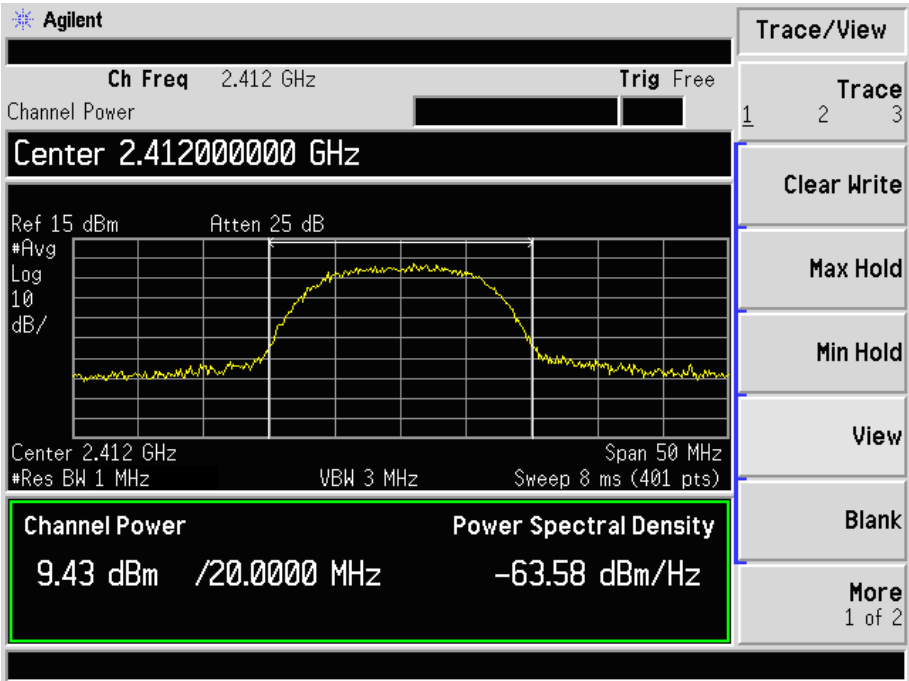 Agilent
Trace/View
Ch Freq 2.412 GHz Trig Free
Channel Power
Trace
1 2 3
Center 2.412000000 GHz
Clear Write
Ref 15 dBm Atten 25 dB
#Avg
Log
10
dB/
Max Hold
Min Hold
View
Center 2.412 GHz Span 50 MHz
#Res BW 1 MHz VBW 3 MHz Sweep 8 ms (401 pts)
Channel Power Power Spectral Density
Blank
9.43 dBm /20.0000 MHz -63.58 dBm/Hz
More
1 of 2